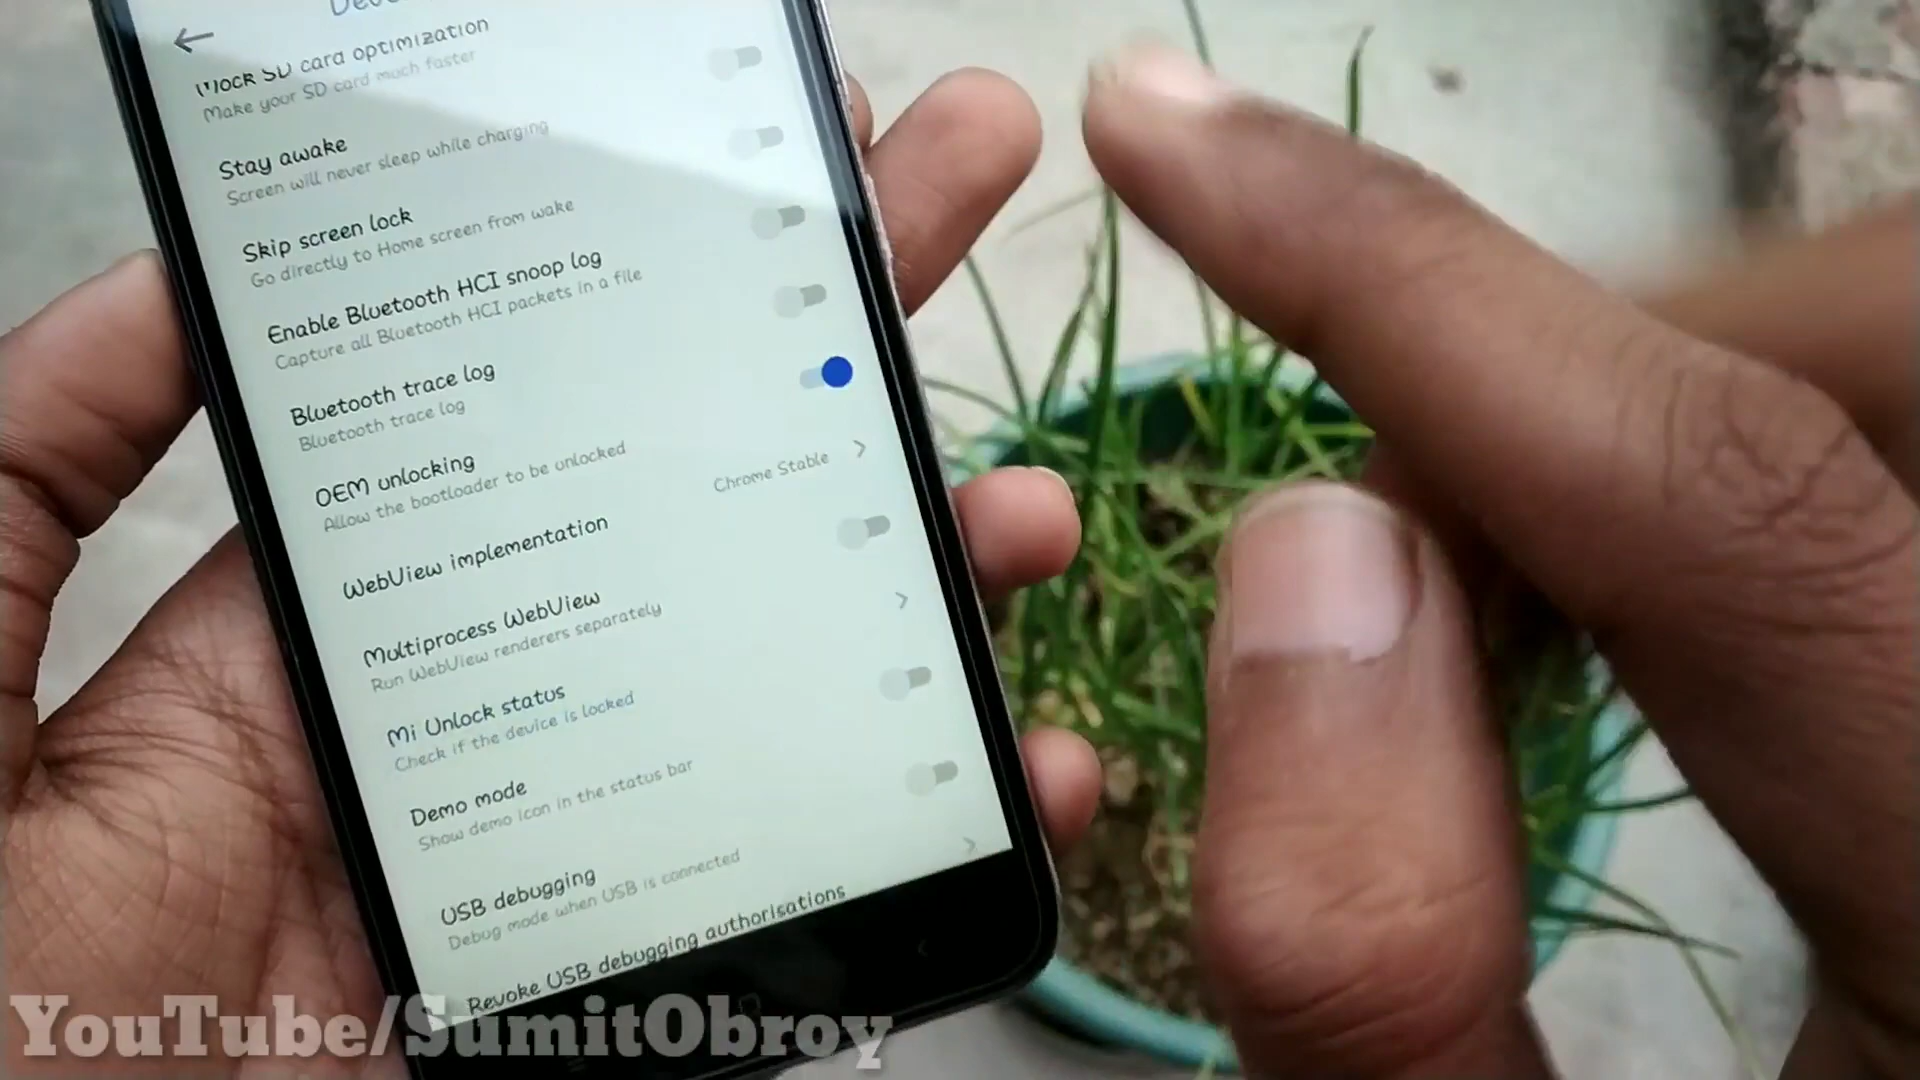 SD card optimization
Make your SD card much faster
Stay awake
Screen will never sleep while charging
Skip screen lock
Go directly to Home screen from wake
Enable Bluetooth HCI snoop log
Capture all Bluetooth HCI packets in a file
Bluetooth trace log
Bluetooth trace log
OEM unlocking
Allow the bootloader to be unlocked
WebView implementation
Chrome Stable
Multiprocess WebView
Run WebView renderers separately
Mi Unlock status
Check if the device is locked
Demo mode
Show demo icon in the status bar
USB debugging
Debug mode when USB is connected
Revoke USB debugging authorisations
YouTube/SumitObroy